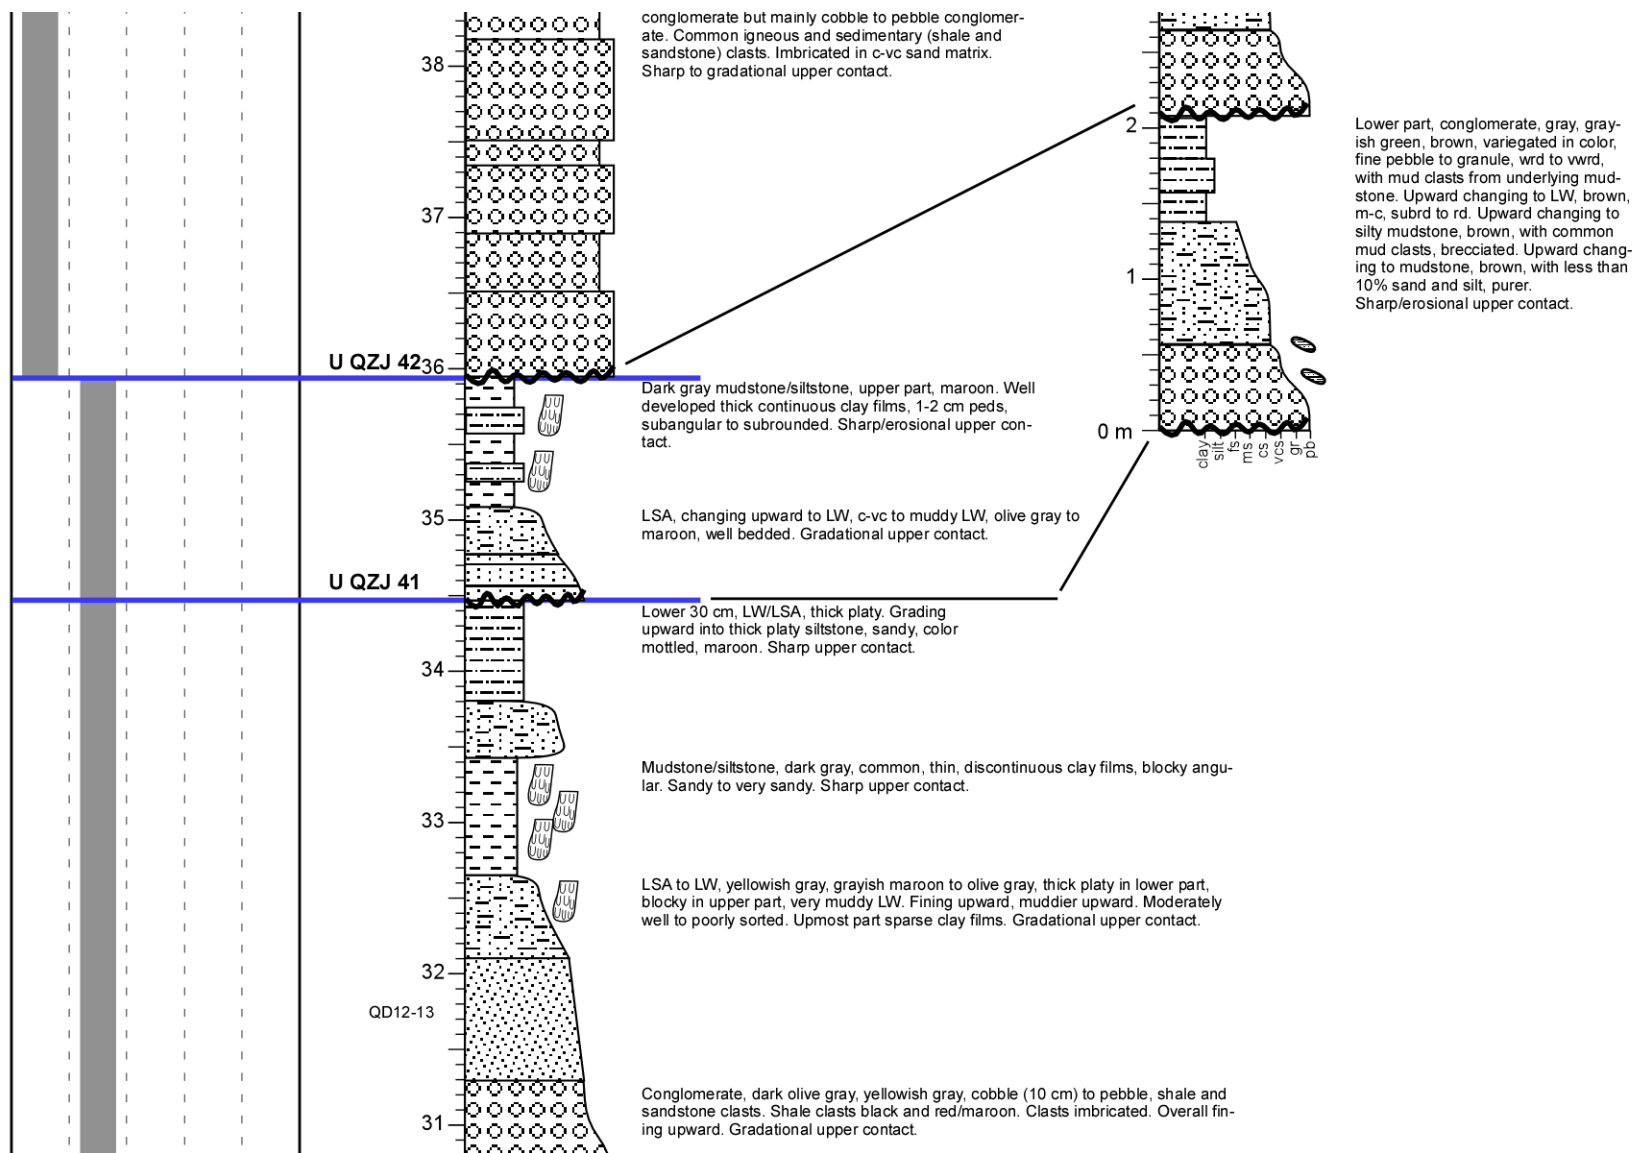 conglomerate but mainly cobble to pebble conglomer-
ate. Common igneous and sedimentary (shale and
sandstone) clasts. Imbricated in c-vc sand matrix.
Sharp to gradational upper contact.
38
37
U QZJ 42
36
Dark gray mudstone/siltstone, upper part, maroon. Well
developed thick continuous clay films, 1-2 cm peds,
subangular to subrounded. Sharp/erosional upper con-
tact.
35
LSA, changing upward to LW, c-vc to muddy LW, olive gray to
maroon, well bedded. Gradational upper contact.
U QZJ 41
Lower 30 cm, LW/LSA, thick platy. Grading
upward into thick platy siltstone, sandy, color
mottled, maroon. Sharp upper contact.
34
Mudstone/siltstone, dark gray, common, thin, discontinuous clay films, blocky angu-
lar. Sandy to very sandy. Sharp upper contact.
33
LSA to LW, yellowish gray, grayish maroon to olive gray, thick platy in lower part,
blocky in upper part, very muddy LW. Fining upward, muddier upward. Moderately
well to poorly sorted. Upmost part sparse clay films. Gradational upper contact.
32
QD12-13
Conglomerate, dark olive gray, yellowish gray, cobble (10 cm) to pebble, shale and
sandstone clasts. Shale clasts black and red/maroon. Clasts imbricated. Overall fin-
ing upward. Gradational upper contact.
31
2
1
0 m
clay
silt
fs
ms
cs
vcs
gr
pb
Lower part, conglomerate, gray, gray-
ish green, brown, variegated in color,
fine pebble to granule, wrd to vwrd,
with mud clasts from underlying mud-
stone. Upward changing to LW, brown,
m-c, subrd to rd. Upward changing to
silty mudstone, brown, with common
mud clasts, brecciated. Upward chang-
ing to mudstone, brown, with less than
10% sand and silt, purer.
Sharp/erosional upper contact.